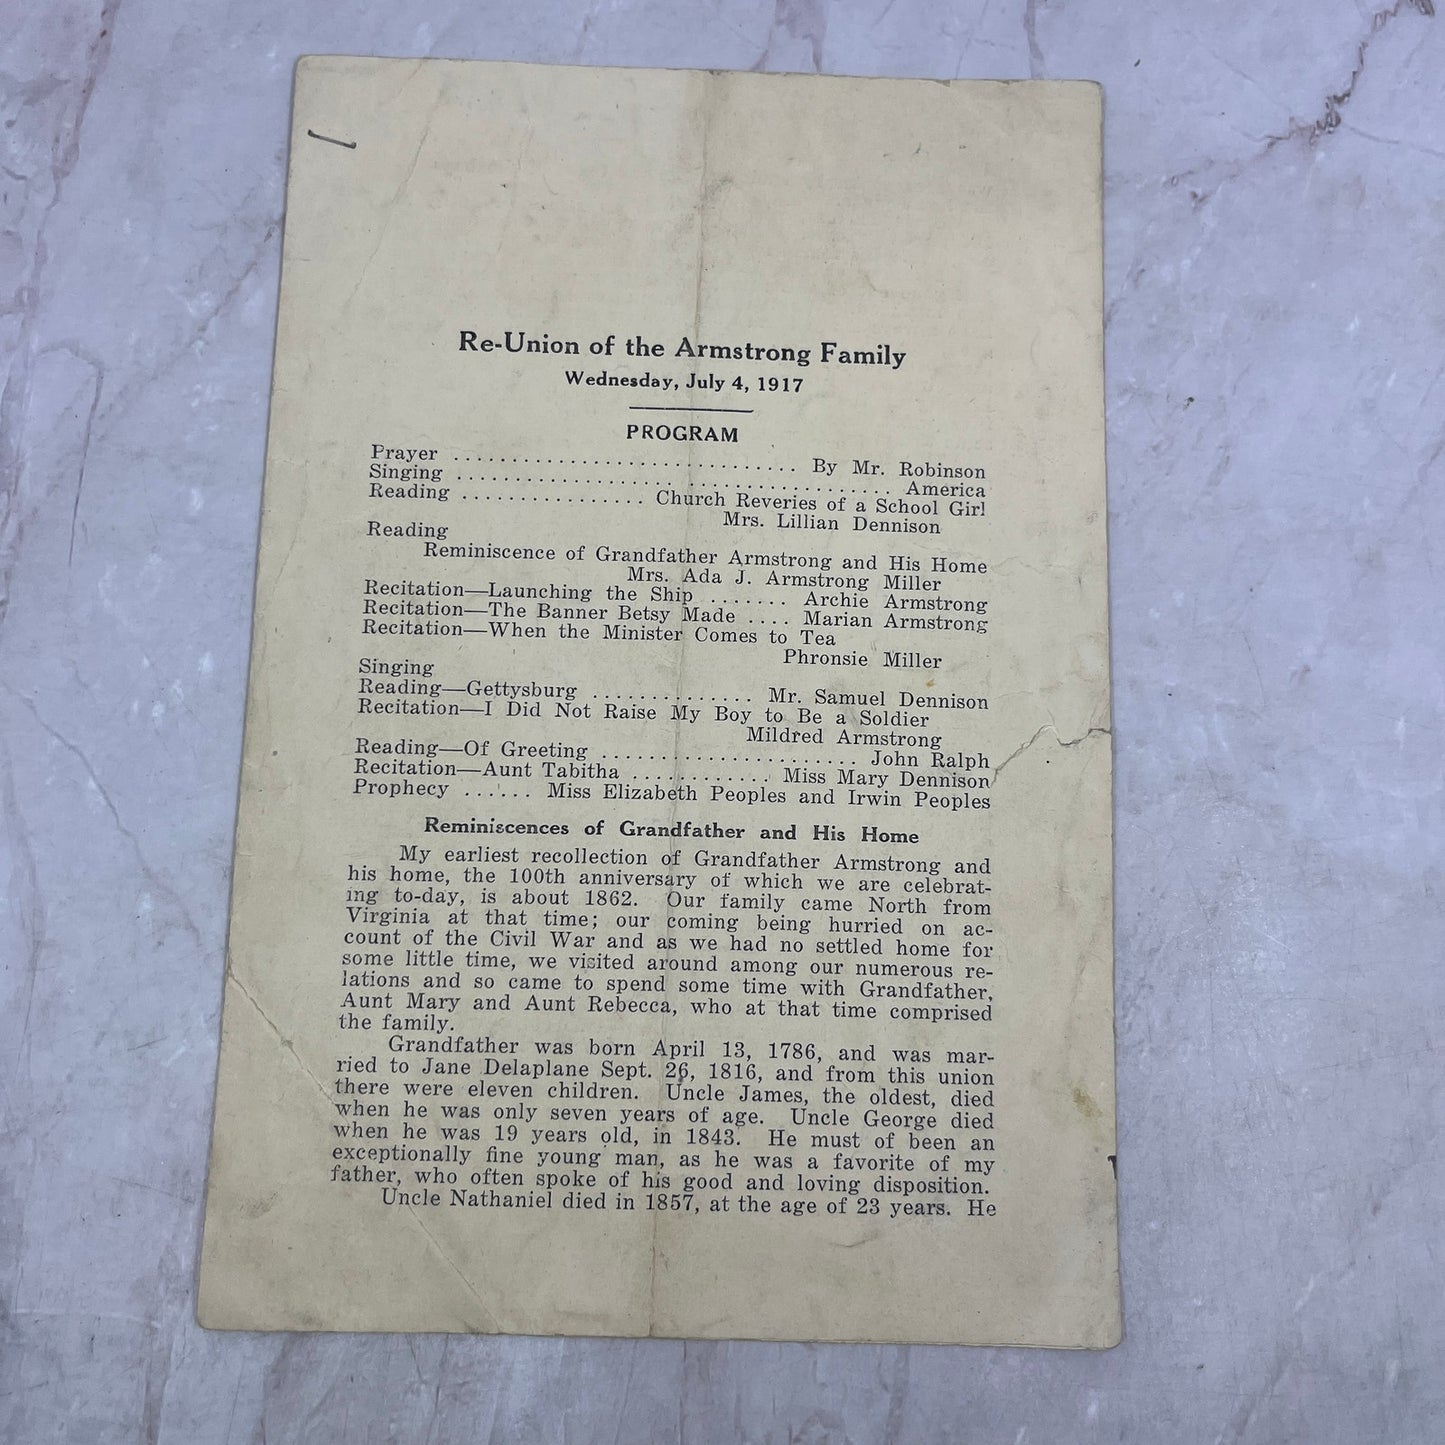 Re-Union of the Armstrong Family
Wednesday, July 4, 1917
PROGRAM
Prayer .............................. By Mr. Robinson
Singing ...................................... America
Reading ................ Church Reveries of a School Girl
Mrs. Lillian Dennison
Reading
Reminiscence of Grandfather Armstrong and His Home
Mrs. Ada J. Armstrong Miller
Recitation—Launching the Ship ....... Archie Armstrong
Recitation—The Banner Betsy Made .... Marian Armstrong
Recitation—When the Minister Comes to Tea
Phronsie Miller
Singing
Reading—Gettysburg .............. Mr. Samuel Dennison
Recitation—I Did Not Raise My Boy to Be a Soldier
Mildred Armstrong
Reading—Of Greeting ...................... John Ralph
Recitation—Aunt Tabitha ............ Miss Mary Dennison
Prophecy ...... Miss Elizabeth Peoples and Irwin Peoples
Reminiscences of Grandfather and His Home
My earliest recollection of Grandfather Armstrong and
his home, the 100th anniversary of which we are celebrat-
ing to-day, is about 1862. Our family came North from
Virginia at that time; our coming being hurried on ac-
count of the Civil War and as we had no settled home for
some little time, we visited around among our numerous re-
lations and so came to spend some time with Grandfather,
Aunt Mary and Aunt Rebecca, who at that time comprised
the family.
Grandfather was born April 13, 1786, and was mar-
ried to Jane Delaplane Sept. 26, 1816, and from this union
there were eleven children. Uncle James, the oldest, died
when he was only seven years of age. Uncle George died
when he was 19 years old, in 1843. He must of been an
exceptionally fine young man, as he was a favorite of my
father, who often spoke of his good and loving disposition.
Uncle Nathaniel died in 1857, at the age of 23 years. He